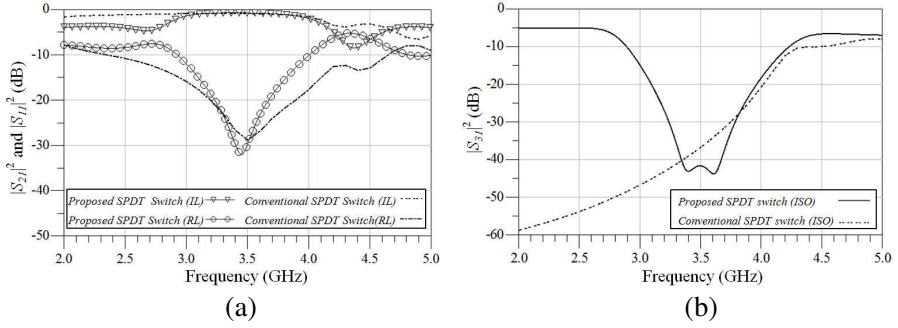 0
-10
-20
-30
-40
-50
|S21|² and |S11|² (dB)
Proposed SPDT Switch (IL)
Conventional SPDT Switch (IL)
Proposed SPDT Switch (RL)
Conventional SPDT Switch(RL)
2.0 2.5 3.0 3.5 4.0 4.5 5.0
Frequency (GHz)
(a)
0
-10
-20
-30
-40
-50
-60
|S31|² (dB)
Proposed SPDT switch (ISO)
Conventional SPDT switch (ISO)
2.0 2.5 3.0 3.5 4.0 4.5 5.0
Frequency (GHz)
(b)